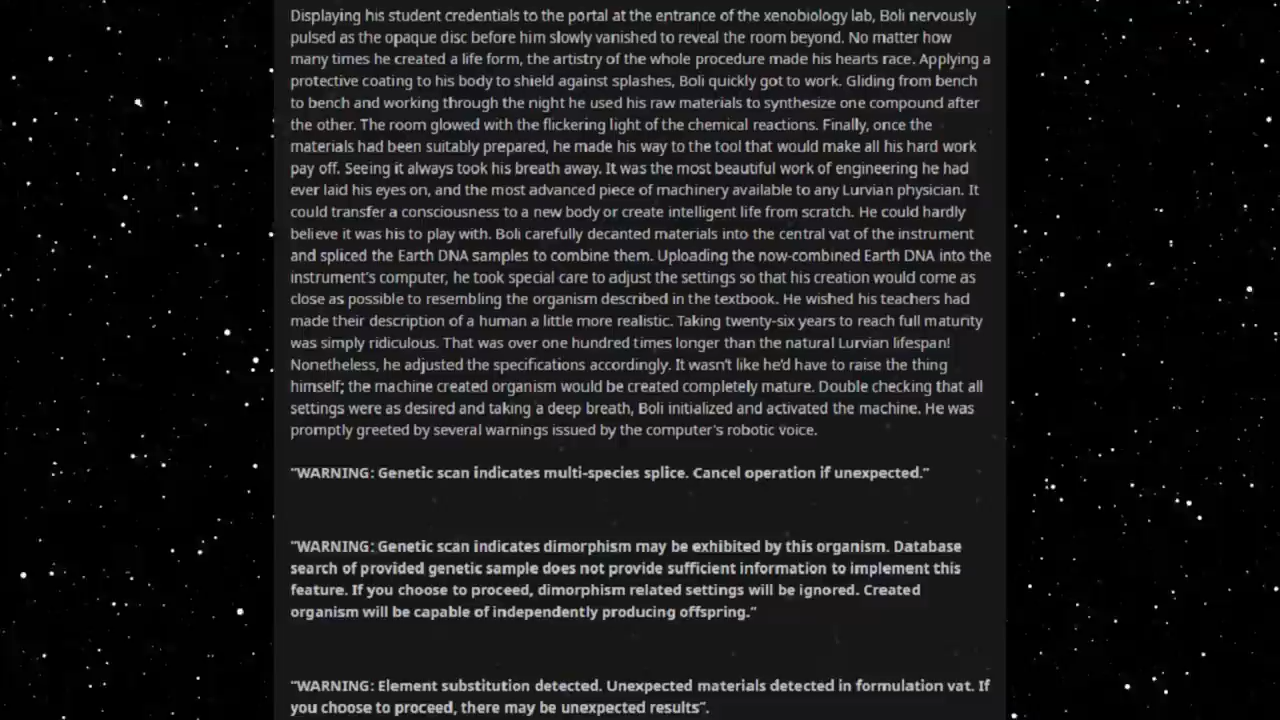 Displaying his student credentials to the portal at the entrance of the xenobiology lab, Boli nervously
pulsed as the opaque disc before him slowly vanished to reveal the room beyond. No matter how
many times he created a life form, the artistry of the whole procedure made his hearts race. Applying a
protective coating to his body to shield against splashes, Boli quickly got to work. Gliding from bench
to bench and working through the night he used his raw materials to synthesize one compound after
the other. The room glowed with the flickering light of the chemical reactions. Finally, once the
materials had been suitably prepared, he made his way to the tool that would make all his hard work
pay off. Seeing it always took his breath away. It was the most beautiful work of engineering he had
ever laid his eyes on, and the most advanced piece of machinery available to any Lurvian physician. It
could transfer a consciousness to a new body or create intelligent life from scratch. He could hardly
believe it was his to play with. Boli carefully decanted materials into the central vat of the instrument
and spliced the Earth DNA samples to combine them. Uploading the now-combined Earth DNA into the
instrument's computer, he took special care to adjust the settings so that his creation would come as
close as possible to resembling the organism described in the textbook. He wished his teachers had
made their description of a human a little more realistic. Taking twenty-six years to reach full maturity
was simply ridiculous. That was over one hundred times longer than the natural Lurvian lifespan!
Nonetheless, he adjusted the specifications accordingly. It wasn't like he'd have to raise the thing
himself; the machine created organism would be created completely mature. Double checking that all
settings were as desired and taking a deep breath, Boli initialized and activated the machine. He was
promptly greeted by several warnings issued by the computer's robotic voice.
"WARNING: Genetic scan indicates multi-species splice. Cancel operation if unexpected."
"WARNING: Genetic scan indicates dimorphism may be exhibited by this organism. Database
search of provided genetic sample does not provide sufficient information to implement this
feature. If you choose to proceed, dimorphism related settings will be ignored. Created
organism will be capable of independently producing offspring."
"WARNING: Element substitution detected. Unexpected materials detected in formulation vat. If
you choose to proceed, there may be unexpected results".